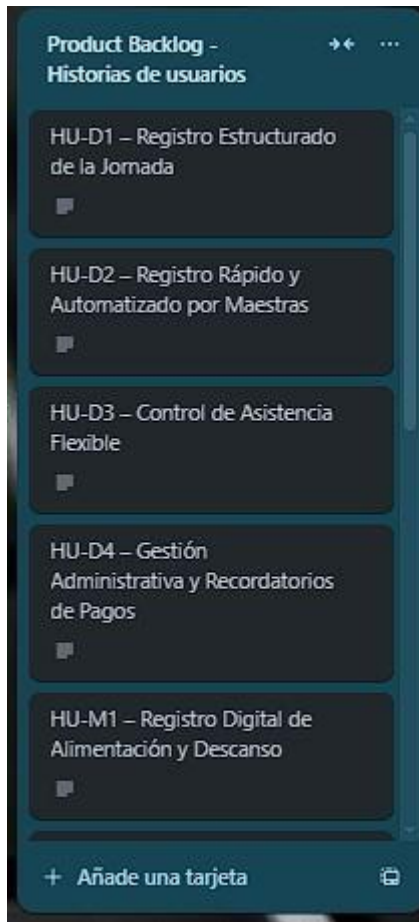 Product Backlog -
Historias de usuarios
HU-D1 – Registro Estructurado
de la Jornada
HU-D2 – Registro Rápido y
Automatizado por Maestras
HU-D3 – Control de Asistencia
Flexible
HU-D4 – Gestión
Administrativa y Recordatorios
de Pagos
HU-M1 – Registro Digital de
Alimentación y Descanso
+ Añade una tarjeta